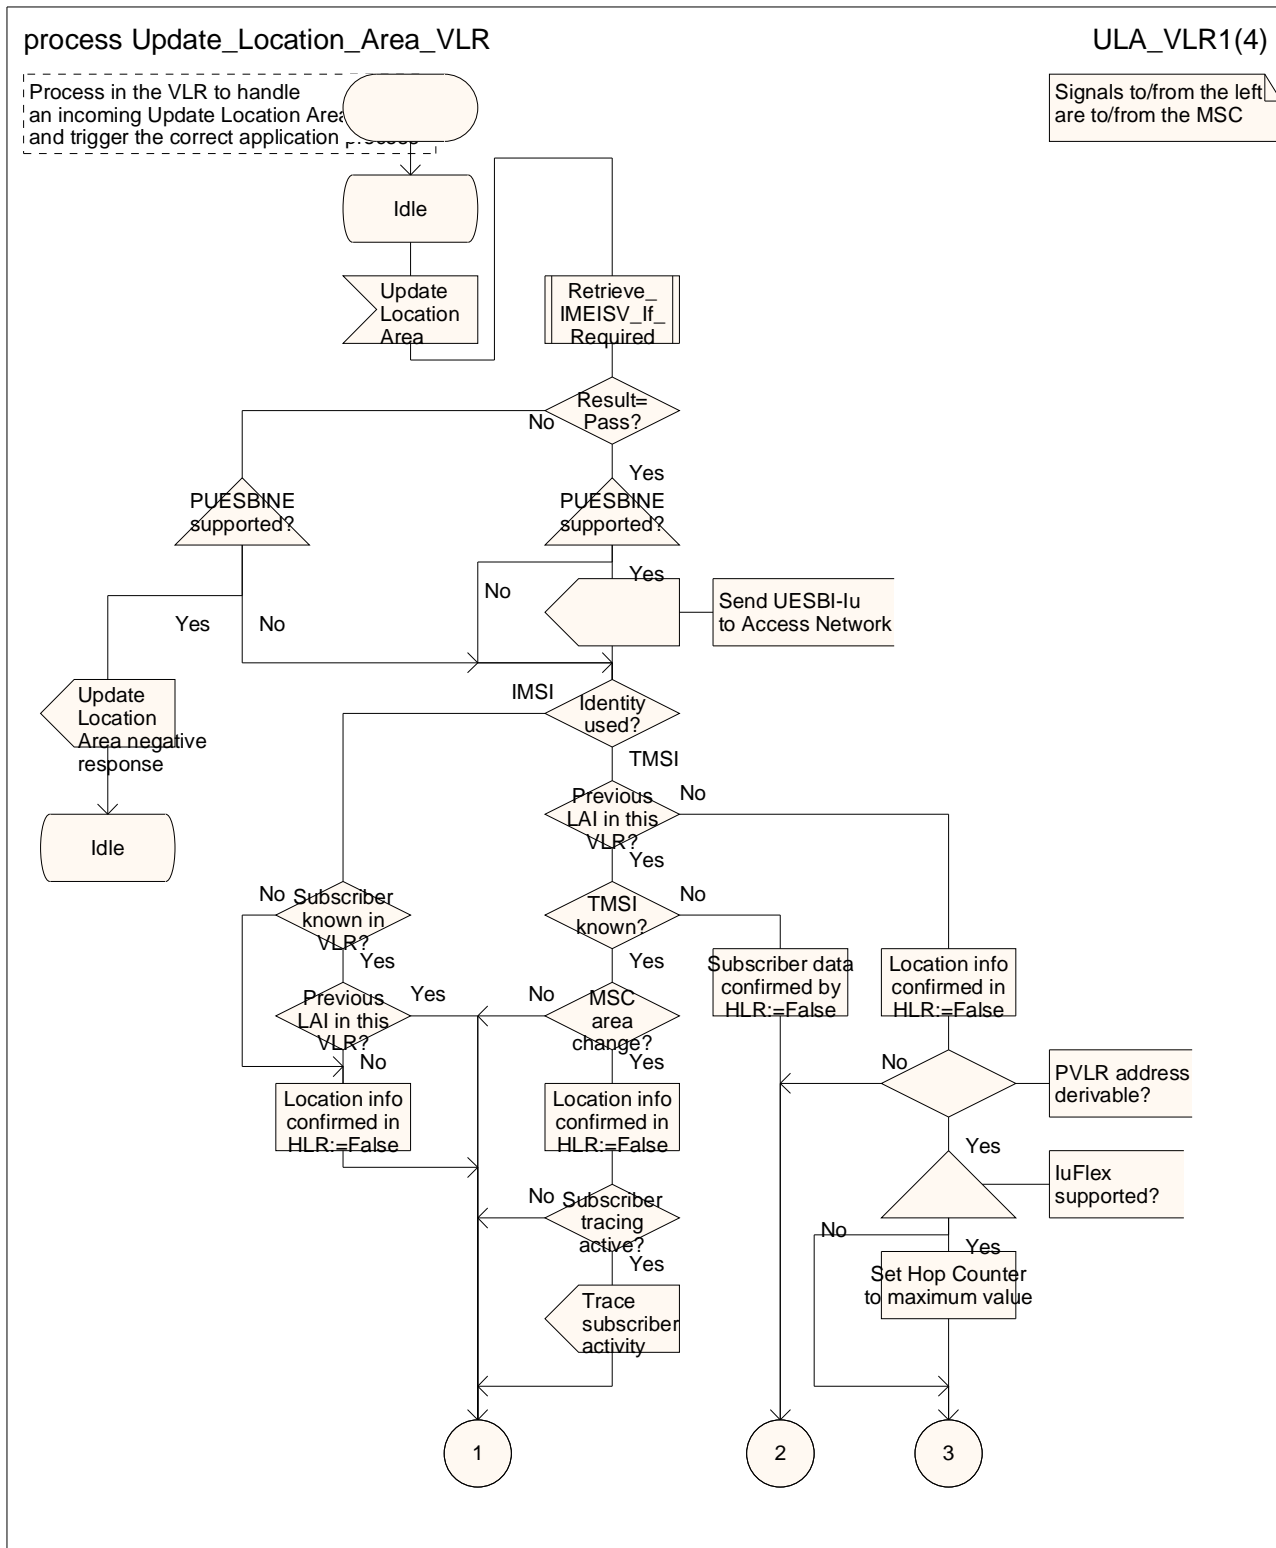 process Update_Location_Area_VLR
ULA_VLR1(4)
Process in the VLR to handle
an incoming Update Location Area
and trigger the correct application process
Signals to/from the left
are to/from the MSC
Idle
Update
Location
Area
Retrieve_
IMEISV_If_
Required
Result=
Pass?
No
Yes
PUESBINE
supported?
PUESBINE
supported?
Yes
No
Send UESBI-Iu
to Access Network
Yes
No
IMSI
Identity
used?
Update
Location
Area negative
response
TMSI
Previous
LAI in this
VLR?
No
Idle
Yes
No
Subscriber
known in
VLR?
TMSI
known?
No
Yes
Yes
Subscriber data
confirmed by
HLR:=False
Location info
confirmed in
HLR:=False
Previous
LAI in this
VLR?
Yes
No
MSC
area
change?
No
Yes
No
PVLR address
derivable?
Location info
confirmed in
HLR:=False
Location info
confirmed in
HLR:=False
Yes
IuFlex
supported?
No
Subscriber
tracing
active?
No
Yes
Yes
Set Hop Counter
to maximum value
Trace
subscriber
activity
1
2
3